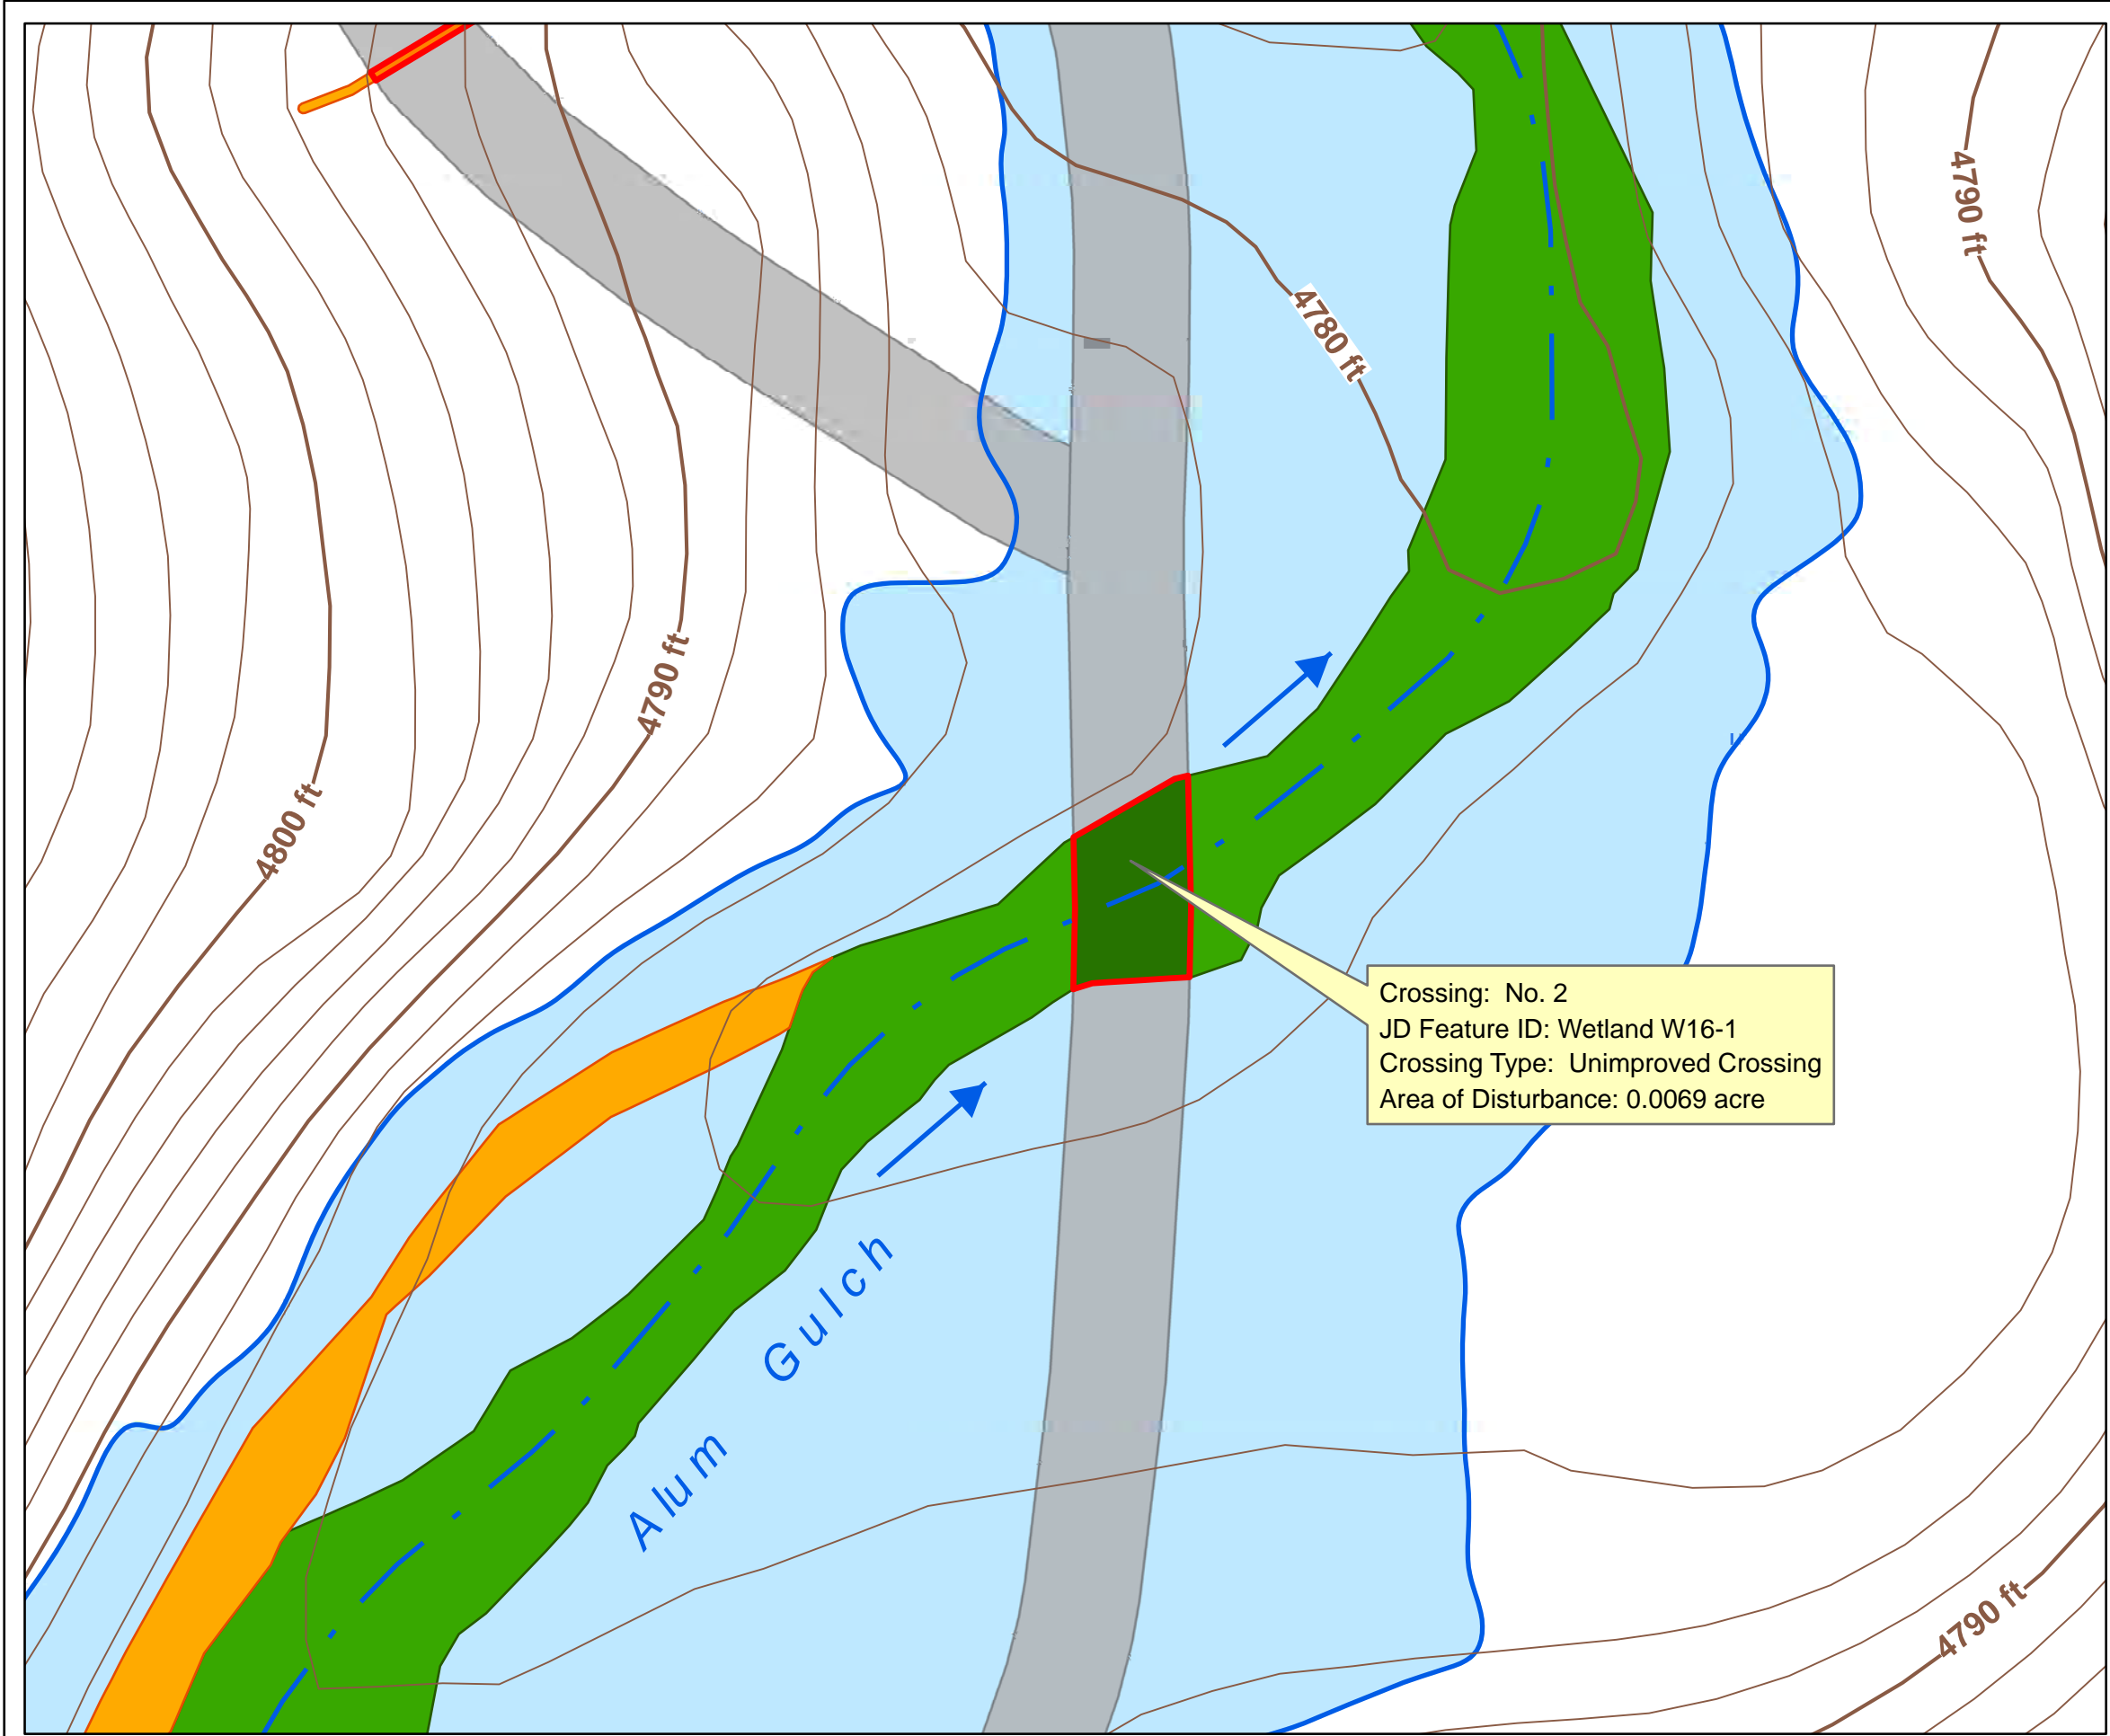 4790 ft
4780 ft
4790 ft
4800 ft
Crossing: No. 2
JD Feature ID: Wetland W16-1
Crossing Type: Unimproved Crossing
Area of Disturbance: 0.0069 acre
Alum Gulch
4790 ft